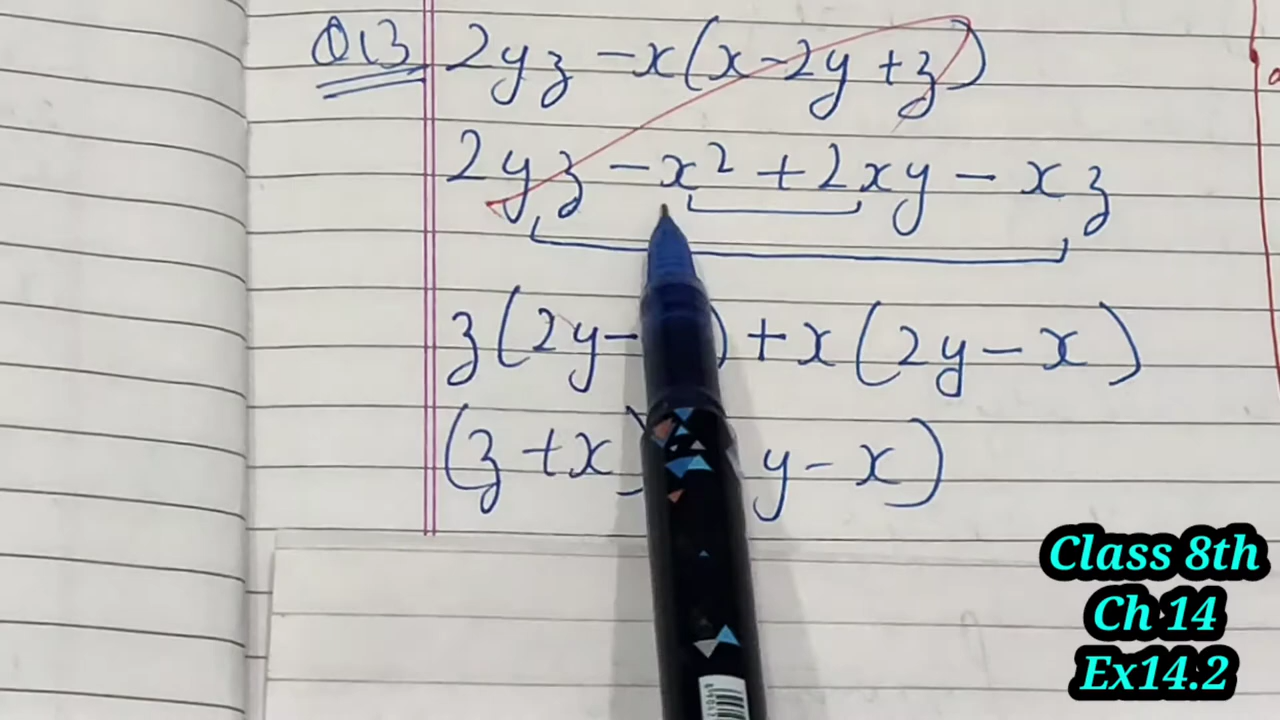 Q13 2yz - x(x - 2y + z)
2yz - x² + 2xy - xz
z(2y- ) + x(2y - x)
(z + x) y - x)
Class 8th
Ch 14
Ex14.2